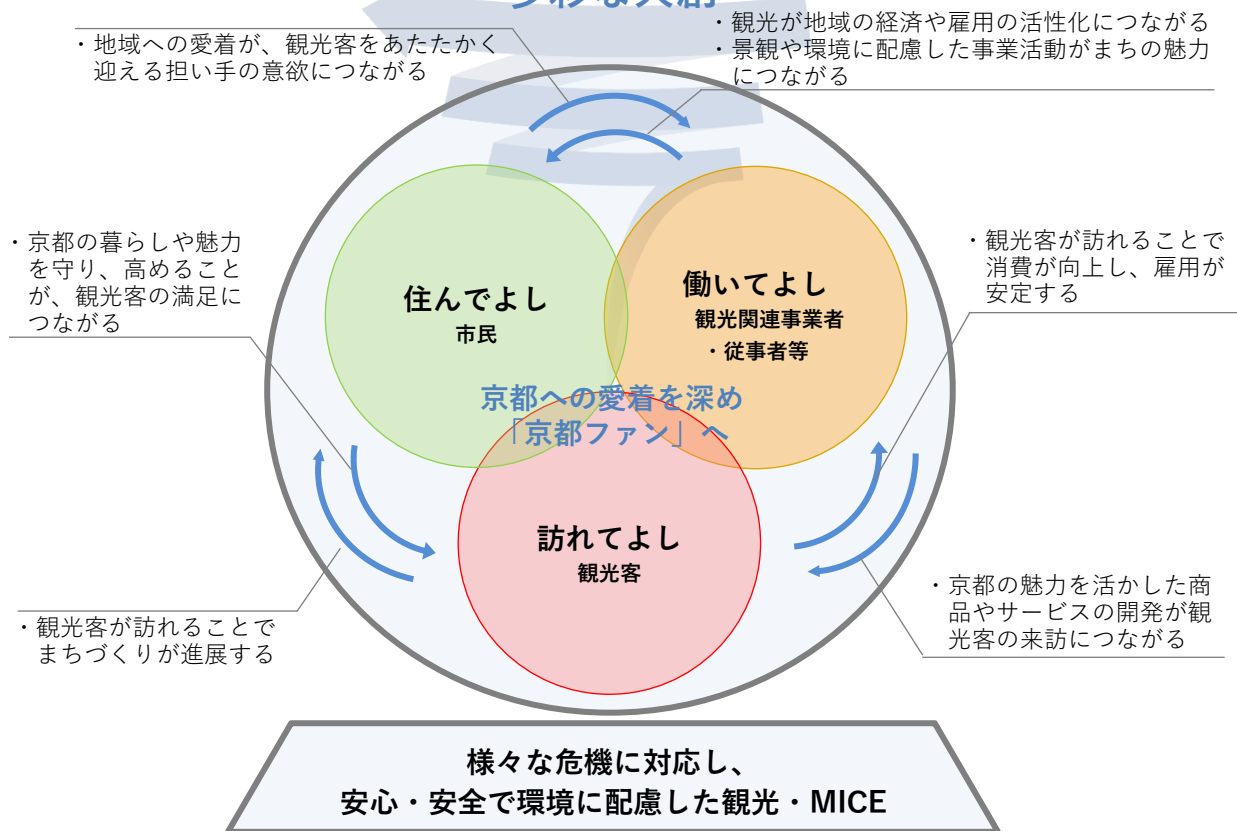 ・地域への愛着が、観光客をあたたかく
迎える担い手の意欲につながる
・観光が地域の経済や雇用の活性化につながる
・景観や環境に配慮した事業活動がまちの魅力
につながる
・京都の暮らしや魅力
を守り、高めること
が、観光客の満足に
つながる
住んでよし
市民
働いてよし
観光関連事業者
・従事者等
・観光客が訪れることで
消費が向上し、雇用が
安定する
京都への愛着を深め
「京都ファン」へ
訪れてよし
観光客
・観光客が訪れることで
まちづくりが進展する
・京都の魅力を活かした商
品やサービスの開発が観
光客の来訪につながる
様々な危機に対応し、
安心・安全で環境に配慮した観光・MICE